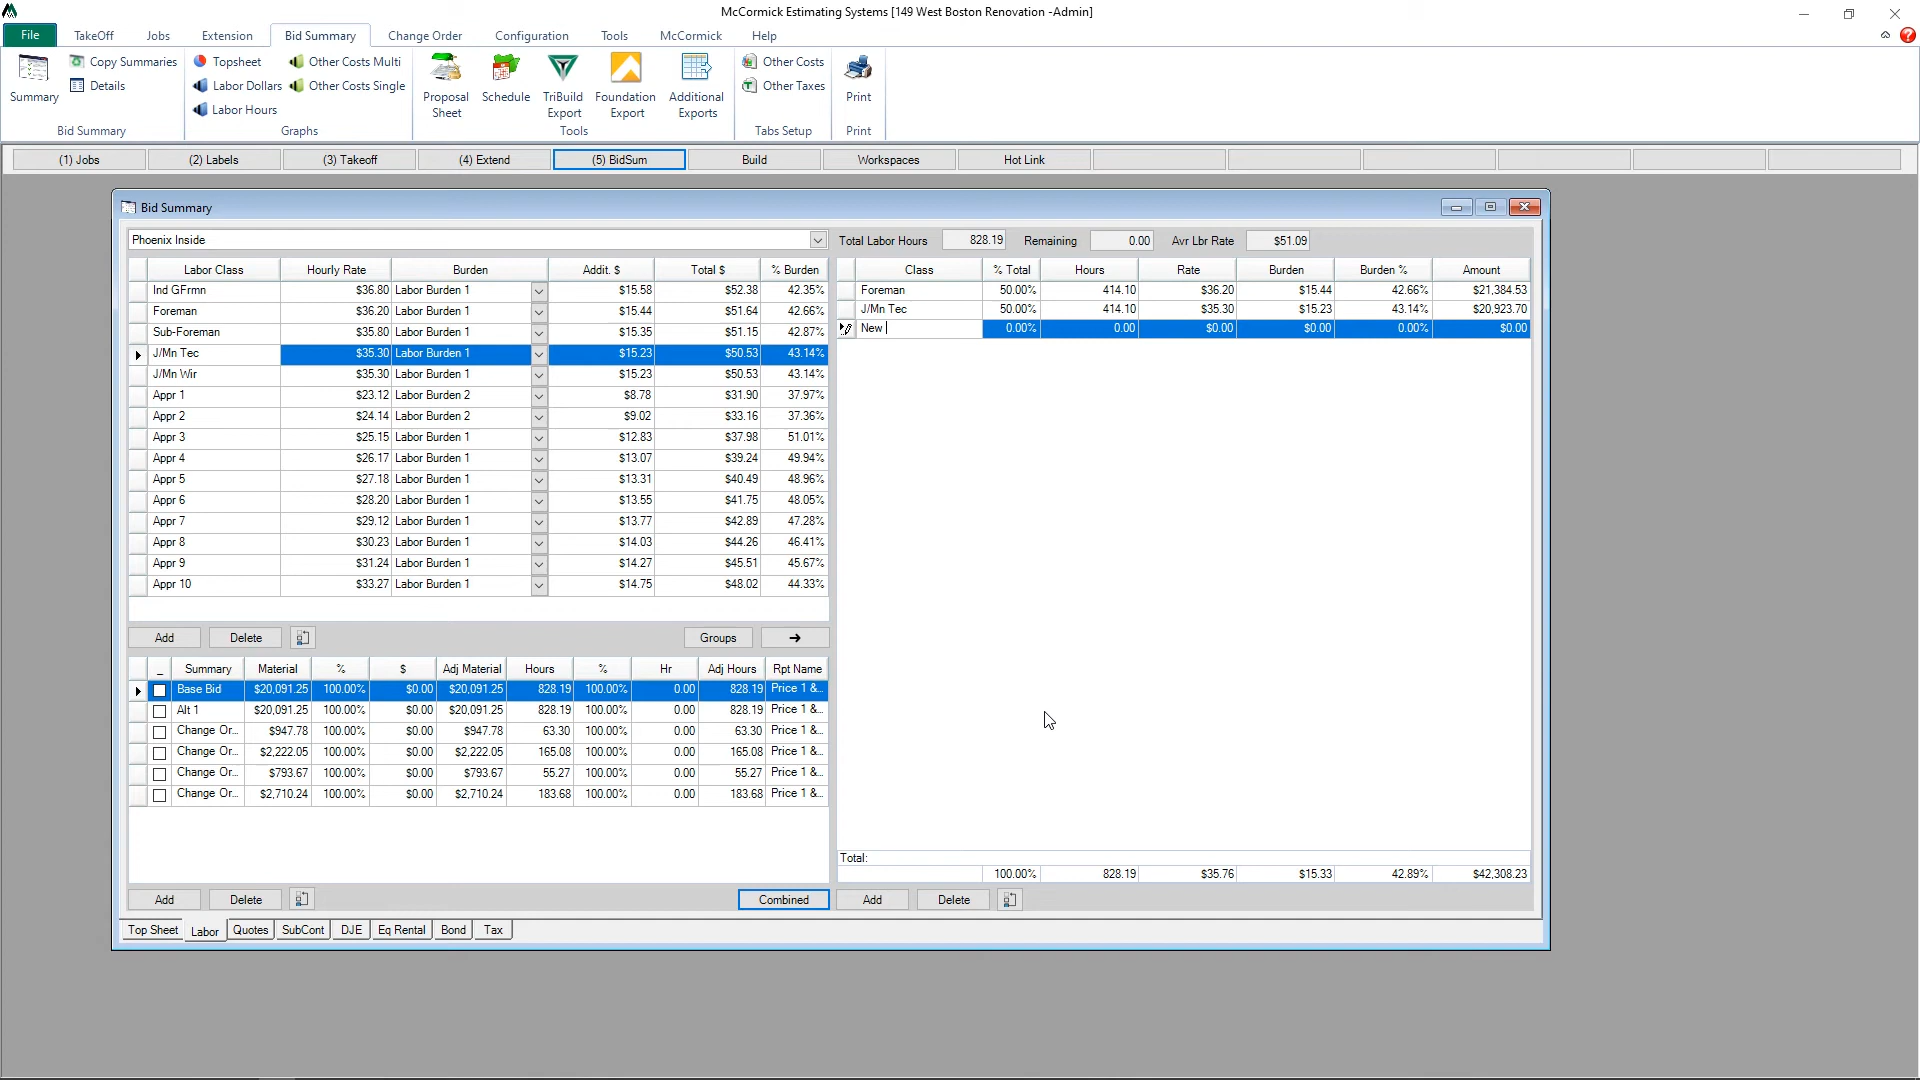 McCormick Estimating Systems [149 West Boston Renovation -Admin]
File TakeOff Jobs Extension Bid Summary Change Order Configuration Tools McCormick Help
Summary
Copy Summaries
Details
Bid Summary
Topsheet
Labor Dollars
Labor Hours
Other Costs Multi
Other Costs Single
Graphs
Proposal Sheet
Schedule
TriBuild Export
Foundation Export
Additional Exports
Tools
Other Costs
Other Taxes
Tabs Setup
Print
Print
(1) Jobs (2) Labels (3) Takeoff (4) Extend (5) BidSum Build Workspaces Hot Link
Bid Summary
Phoenix Inside
Labor Class Hourly Rate Burden Addit. $ Total $ % Burden
Ind GFrmn $36.80 Labor Burden 1 $15.58 $52.38 42.35%
Foreman $36.20 Labor Burden 1 $15.44 $51.64 42.66%
Sub-Foreman $35.80 Labor Burden 1 $15.35 $51.15 42.87%
J/Mn Tec $35.30 Labor Burden 1 $15.23 $50.53 43.14%
J/Mn Wir $35.30 Labor Burden 1 $15.23 $50.53 43.14%
Appr 1 $23.12 Labor Burden 2 $8.78 $31.90 37.97%
Appr 2 $24.14 Labor Burden 2 $9.02 $33.16 37.36%
Appr 3 $25.15 Labor Burden 1 $12.83 $37.98 51.01%
Appr 4 $26.17 Labor Burden 1 $13.07 $39.24 49.94%
Appr 5 $27.18 Labor Burden 1 $13.31 $40.49 48.96%
Appr 6 $28.20 Labor Burden 1 $13.55 $41.75 48.05%
Appr 7 $29.12 Labor Burden 1 $13.77 $42.89 47.28%
Appr 8 $30.23 Labor Burden 1 $14.03 $44.26 46.41%
Appr 9 $31.24 Labor Burden 1 $14.27 $45.51 45.67%
Appr 10 $33.27 Labor Burden 1 $14.75 $48.02 44.33%
Add Delete Groups
_ Summary Material % $ Adj Material Hours % Hr Adj Hours Rpt Name
Base Bid $20,091.25 100.00% $0.00 $20,091.25 828.19 100.00% 0.00 828.19 Price 1 &...
Alt 1 $20,091.25 100.00% $0.00 $20,091.25 828.19 100.00% 0.00 828.19 Price 1 &...
Change Or... $947.78 100.00% $0.00 $947.78 63.30 100.00% 0.00 63.30 Price 1 &...
Change Or... $2,222.05 100.00% $0.00 $2,222.05 165.08 100.00% 0.00 165.08 Price 1 &...
Change Or... $793.67 100.00% $0.00 $793.67 55.27 100.00% 0.00 55.27 Price 1 &...
Change Or... $2,710.24 100.00% $0.00 $2,710.24 183.68 100.00% 0.00 183.68 Price 1 &...
Add Delete Combined
Total Labor Hours 828.19 Remaining 0.00 Avr Lbr Rate $51.09
Class % Total Hours Rate Burden Burden % Amount
Foreman 50.00% 414.10 $36.20 $15.44 42.66% $21,384.53
J/Mn Tec 50.00% 414.10 $35.30 $15.23 43.14% $20,923.70
New 0.00% 0.00 $0.00 $0.00 0.00% $0.00
Total:
100.00% 828.19 $35.76 $15.33 42.89% $42,308.23
Add Delete
Top Sheet Labor Quotes SubCont DJE Eq Rental Bond Tax